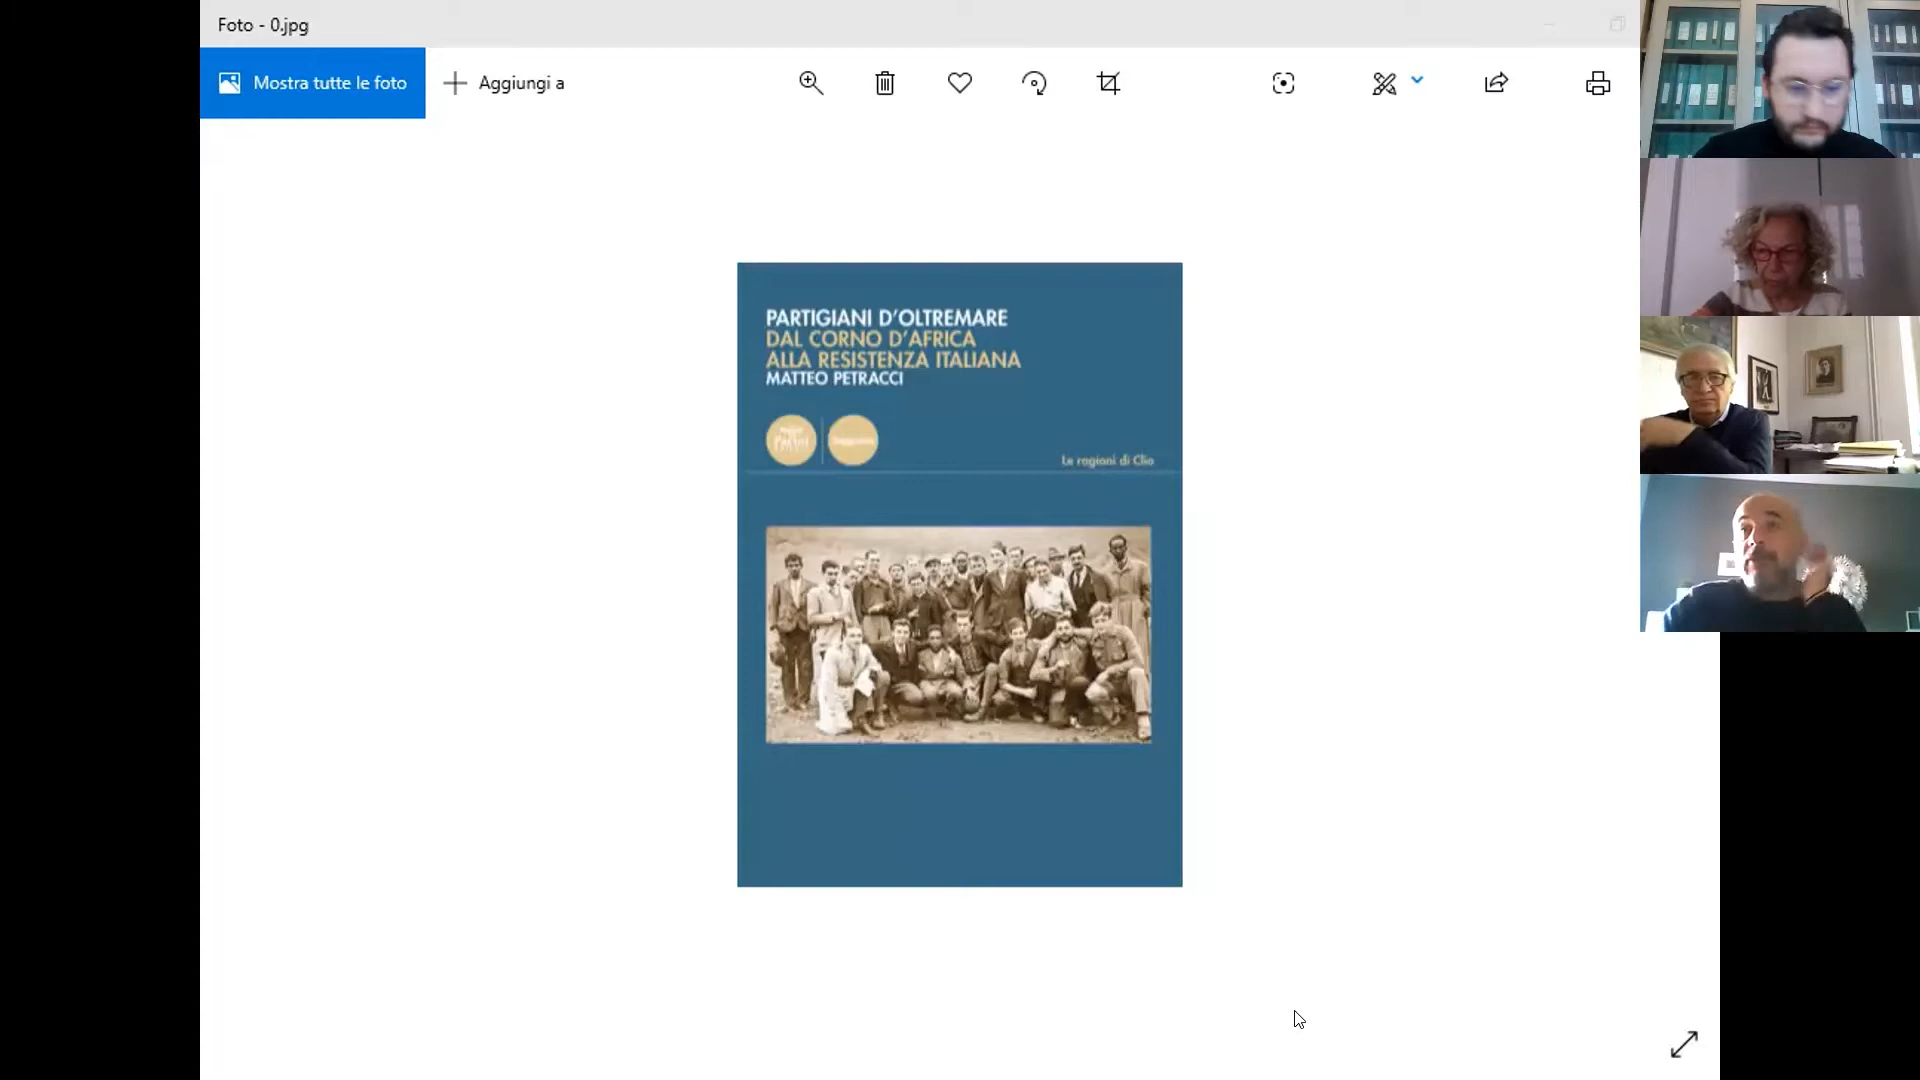 Foto - 0.jpg
Mostra tutte le foto
Aggiungi a
PARTIGIANI D'OLTREMARE
DAL CORNO D'AFRICA
ALLA RESISTENZA ITALIANA
MATTEO PETRACCI
Pacini
Le ragioni di Clio